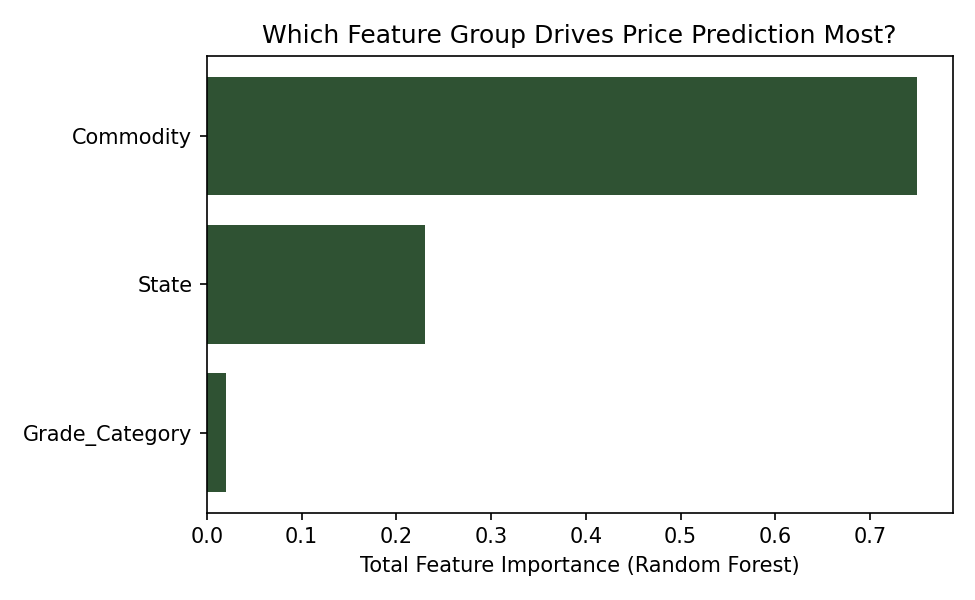 Which Feature Group Drives Price Prediction Most?
Commodity
State
Grade_Category
0.0 0.1 0.2 0.3 0.4 0.5 0.6 0.7
Total Feature Importance (Random Forest)